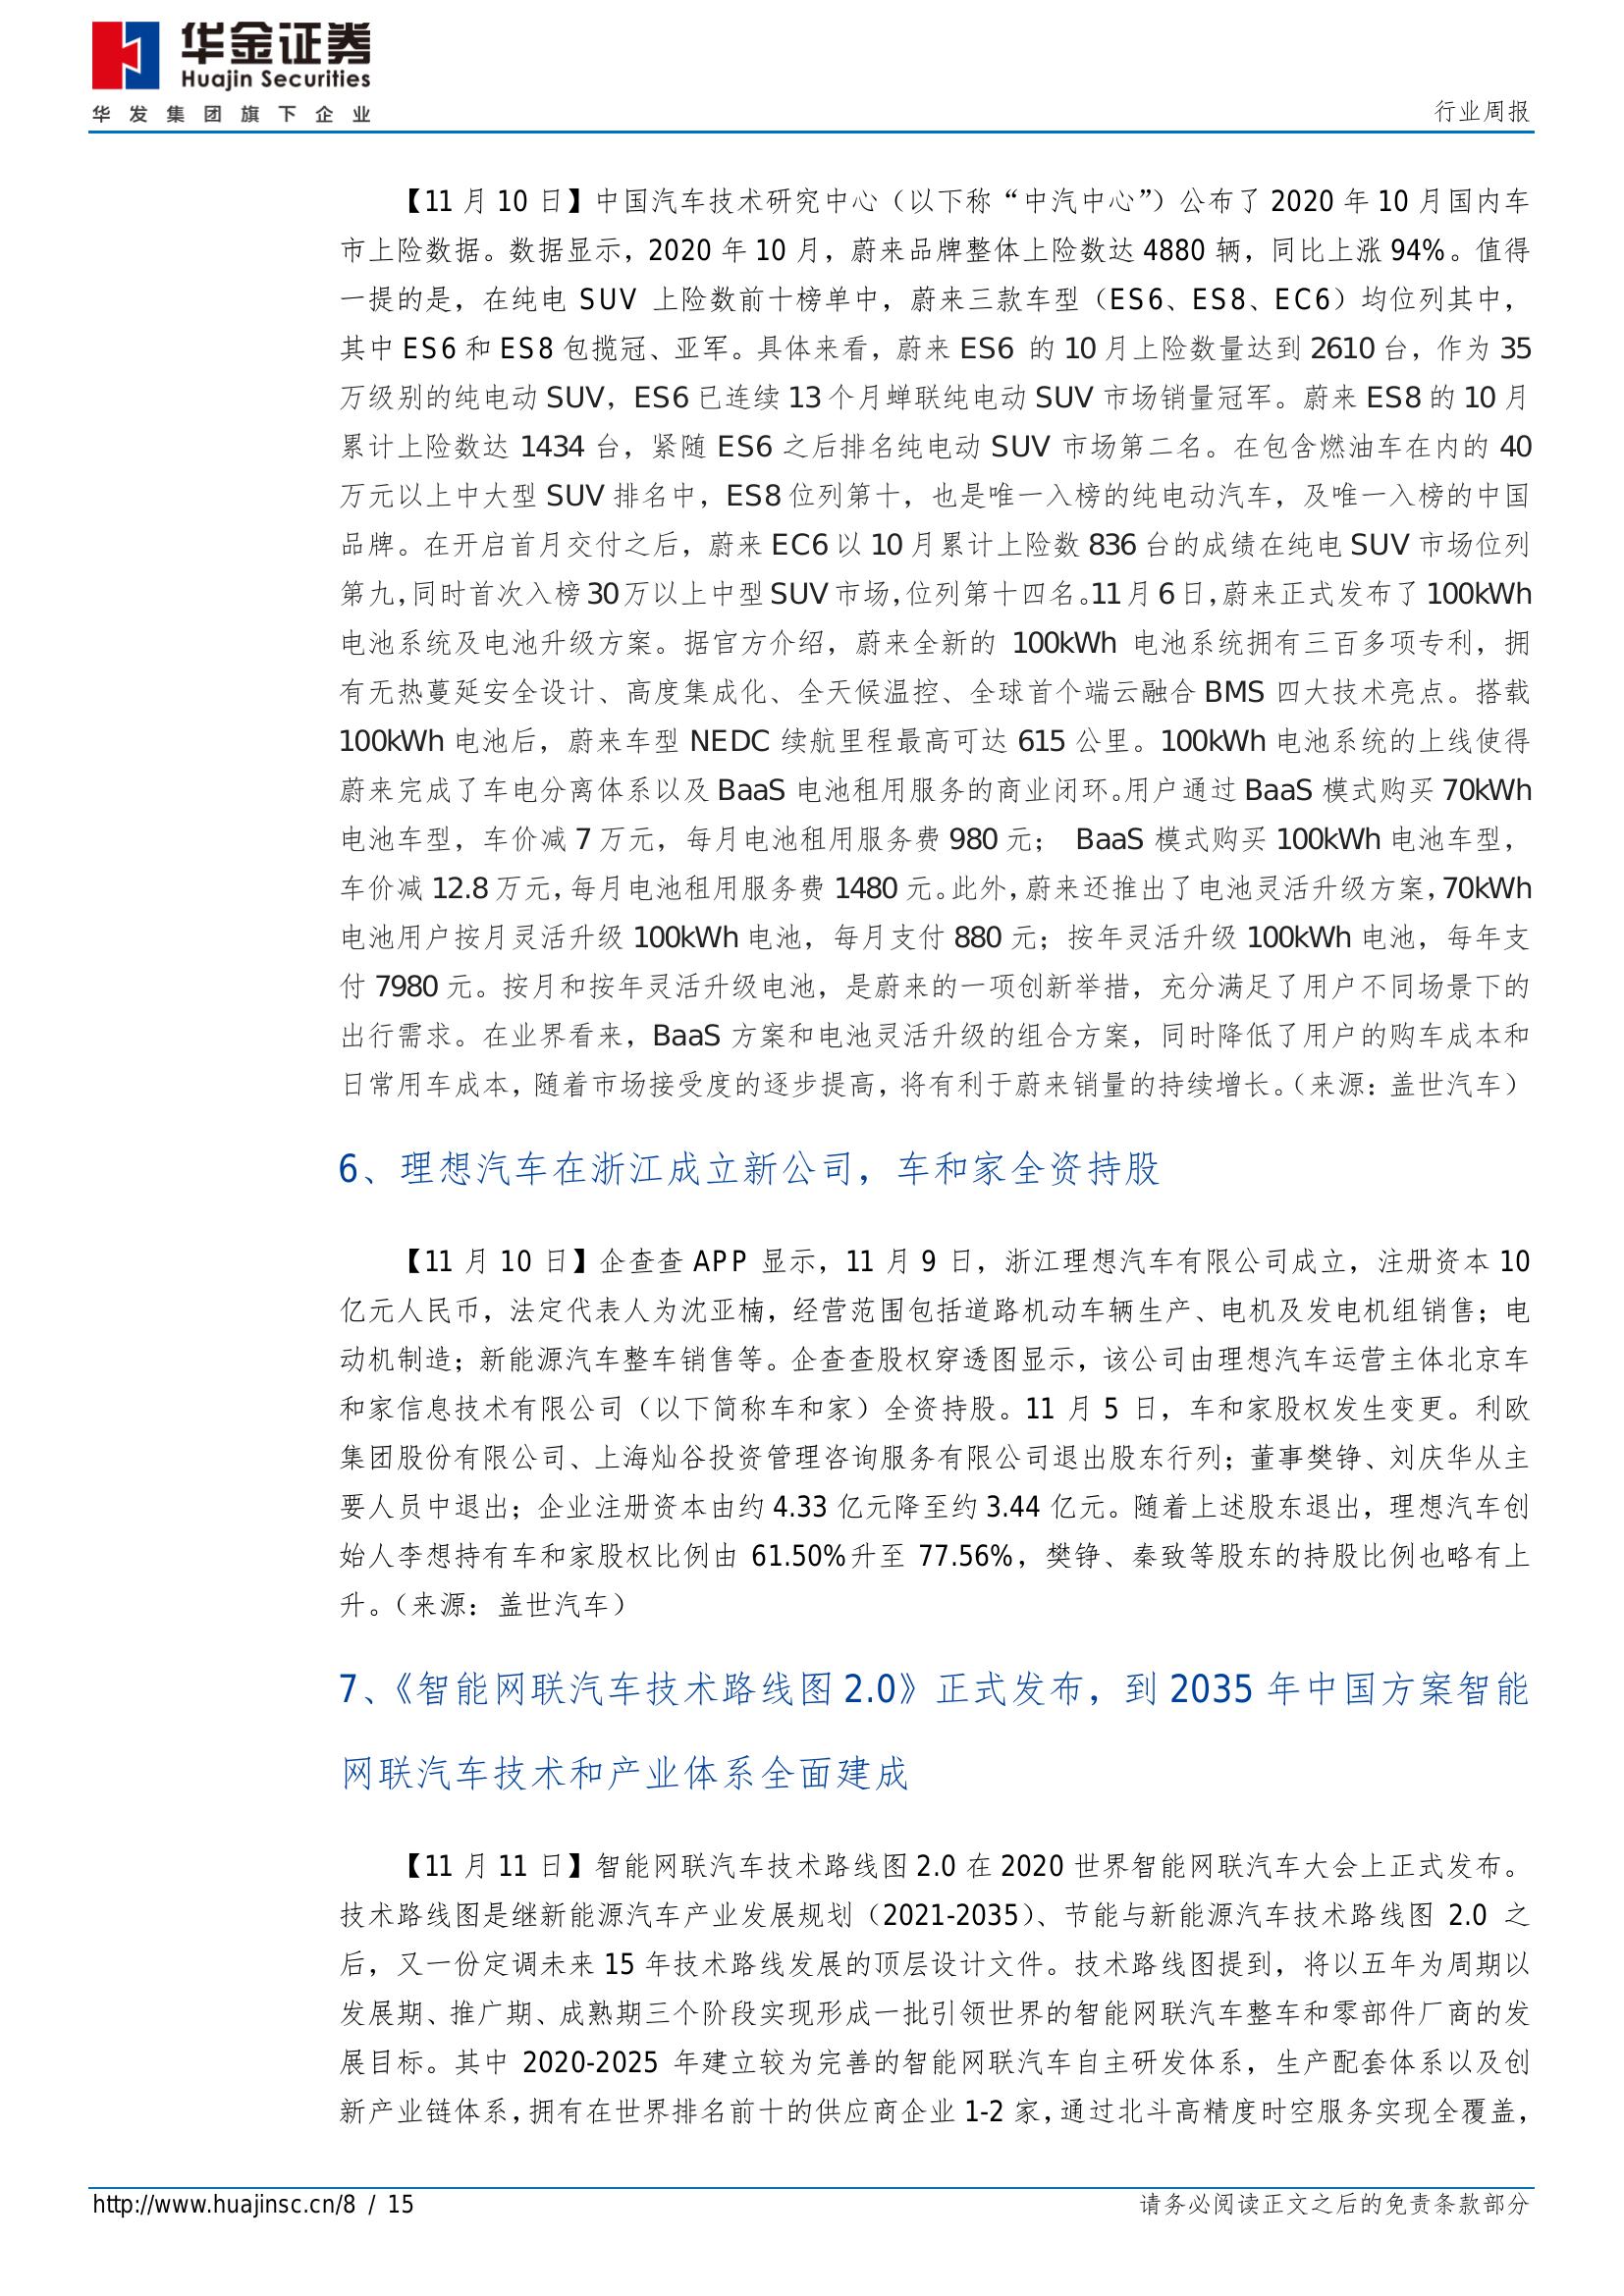 华金证券
Huajin Securities
华发集团旗下企业
行业周报
【11 月 10 日】中国汽车技术研究中心（以下称“中汽中心”）公布了 2020 年 10 月国内车
市上险数据。数据显示，2020 年 10 月，蔚来品牌整体上险数达 4880 辆，同比上涨 94%。值得
一提的是，在纯电 SUV 上险数前十榜单中，蔚来三款车型（ES6、ES8、EC6）均位列其中，
其中 ES6 和 ES8 包揽冠、亚军。具体来看，蔚来 ES6 的 10 月上险数量达到 2610 台，作为 35
万级别的纯电动 SUV，ES6 已连续 13 个月蝉联纯电动 SUV 市场销量冠军。蔚来 ES8 的 10 月
累计上险数达 1434 台，紧随 ES6 之后排名纯电动 SUV 市场第二名。在包含燃油车在内的 40
万元以上中大型 SUV 排名中，ES8 位列第十，也是唯一入榜的纯电动汽车，及唯一入榜的中国
品牌。在开启首月交付之后，蔚来 EC6 以 10 月累计上险数 836 台的成绩在纯电 SUV 市场位列
第九，同时首次入榜 30 万以上中型 SUV 市场，位列第十四名。11 月 6 日，蔚来正式发布了 100kWh
电池系统及电池升级方案。据官方介绍，蔚来全新的 100kWh 电池系统拥有三百多项专利，拥
有无热蔓延安全设计、高度集成化、全天候温控、全球首个端云融合 BMS 四大技术亮点。搭载
100kWh 电池后，蔚来车型 NEDC 续航里程最高可达 615 公里。100kWh 电池系统的上线使得
蔚来完成了车电分离体系以及 BaaS 电池租用服务的商业闭环。用户通过 BaaS 模式购买 70kWh
电池车型，车价减 7 万元，每月电池租用服务费 980 元； BaaS 模式购买 100kWh 电池车型，
车价减 12.8 万元，每月电池租用服务费 1480 元。此外，蔚来还推出了电池灵活升级方案，70kWh
电池用户按月灵活升级 100kWh 电池，每月支付 880 元；按年灵活升级 100kWh 电池，每年支
付 7980 元。按月和按年灵活升级电池，是蔚来的一项创新举措，充分满足了用户不同场景下的
出行需求。在业界看来，BaaS 方案和电池灵活升级的组合方案，同时降低了用户的购车成本和
日常用车成本，随着市场接受度的逐步提高，将有利于蔚来销量的持续增长。（来源：盖世汽车）
6、理想汽车在浙江成立新公司，车和家全资持股
【11 月 10 日】企查查 APP 显示，11 月 9 日，浙江理想汽车有限公司成立，注册资本 10
亿元人民币，法定代表人为沈亚楠，经营范围包括道路机动车辆生产、电机及发电机组销售；电
动机制造；新能源汽车整车销售等。企查查股权穿透图显示，该公司由理想汽车运营主体北京车
和家信息技术有限公司（以下简称车和家）全资持股。11 月 5 日，车和家股权发生变更。利欧
集团股份有限公司、上海灿谷投资管理咨询服务有限公司退出股东行列；董事樊铮、刘庆华从主
要人员中退出；企业注册资本由约 4.33 亿元降至约 3.44 亿元。随着上述股东退出，理想汽车创
始人李想持有车和家股权比例由 61.50%升至 77.56%，樊铮、秦致等股东的持股比例也略有上
升。（来源：盖世汽车）
7、《智能网联汽车技术路线图 2.0》正式发布，到 2035 年中国方案智能
网联汽车技术和产业体系全面建成
【11 月 11 日】智能网联汽车技术路线图 2.0 在 2020 世界智能网联汽车大会上正式发布。
技术路线图是继新能源汽车产业发展规划（2021-2035）、节能与新能源汽车技术路线图 2.0 之
后，又一份定调未来 15 年技术路线发展的顶层设计文件。技术路线图提到，将以五年为周期以
发展期、推广期、成熟期三个阶段实现形成一批引领世界的智能网联汽车整车和零部件厂商的发
展目标。其中 2020-2025 年建立较为完善的智能网联汽车自主研发体系，生产配套体系以及创
新产业链体系，拥有在世界排名前十的供应商企业 1-2 家，通过北斗高精度时空服务实现全覆盖，
http://www.huajinsc.cn/8 / 15
请务必阅读正文之后的免责条款部分